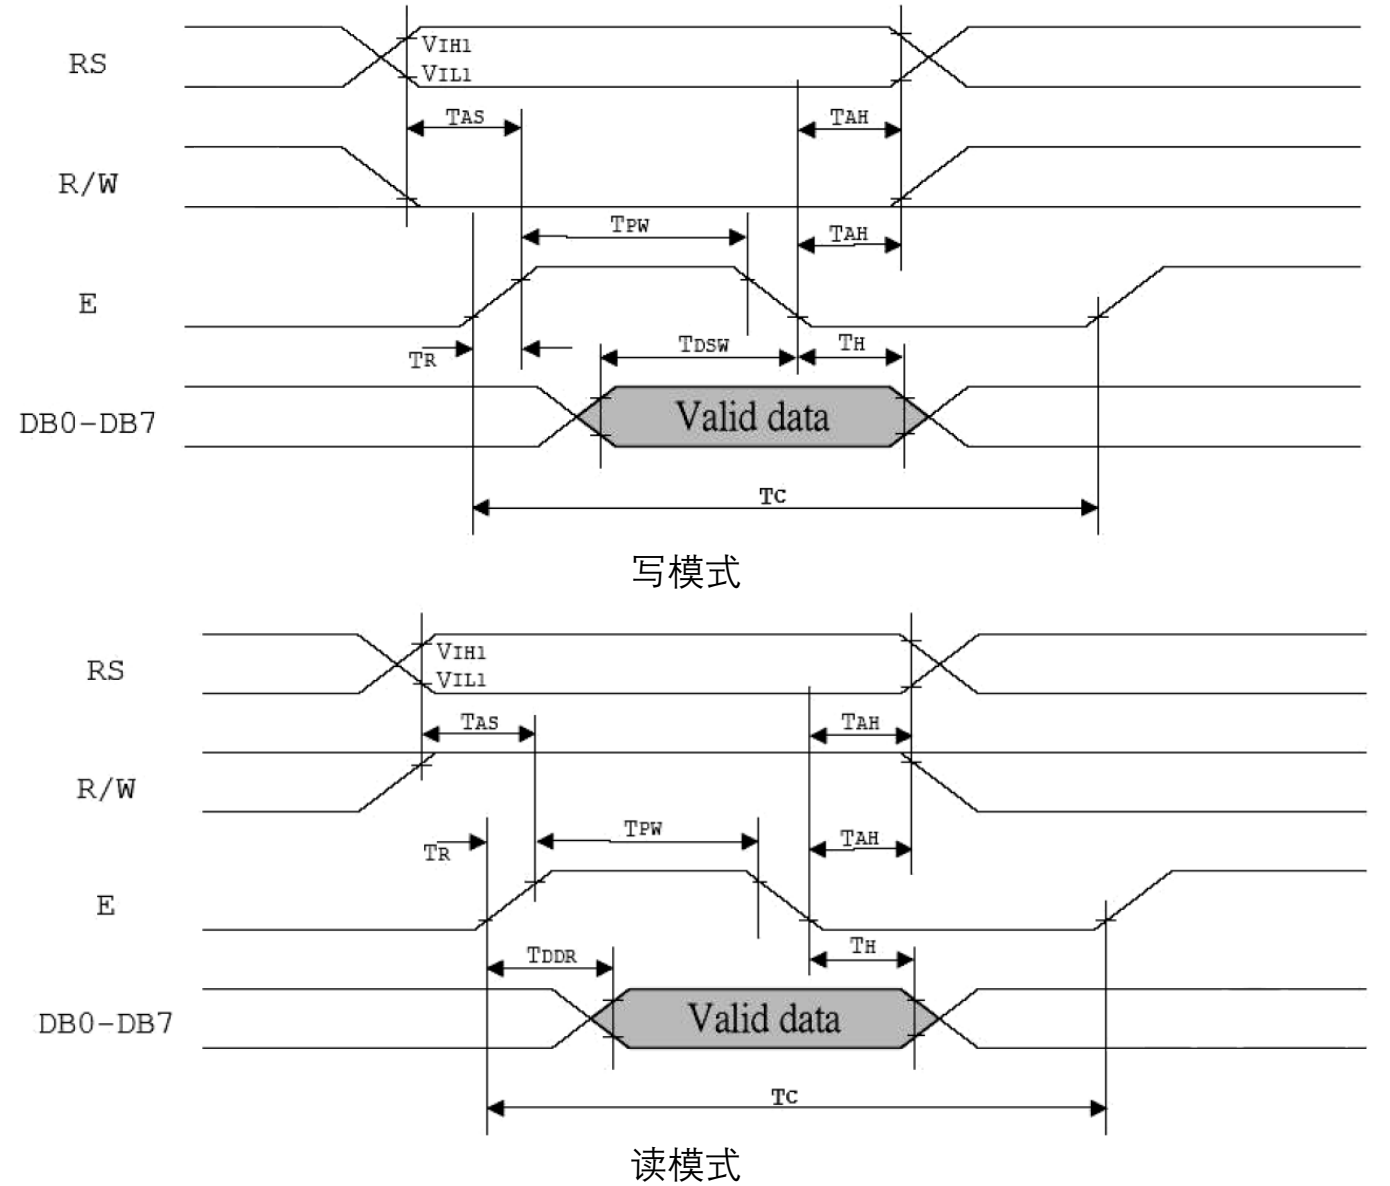 RS
VIH1
VIL1
TAS
TAH
R/W
TPW
TAH
E
TR
TDSW
TH
DB0-DB7
Valid data
TC
写模式
RS
VIH1
VIL1
TAS
TAH
R/W
TR
TPW
TAH
E
TDDR
TH
DB0-DB7
Valid data
TC
读模式